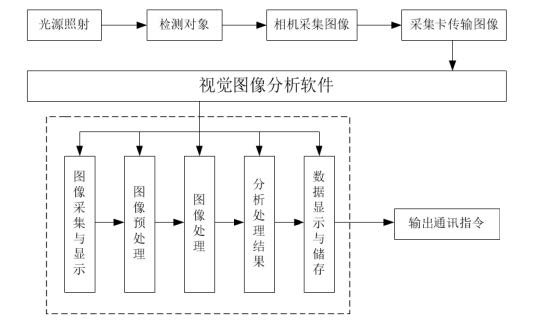 光源照射
检测对象
相机采集图像
采集卡传输图像
视觉图像分析软件
图像采集与显示
图像预处理
图像处理
分析处理结果
数据显示与储存
输出通讯指令